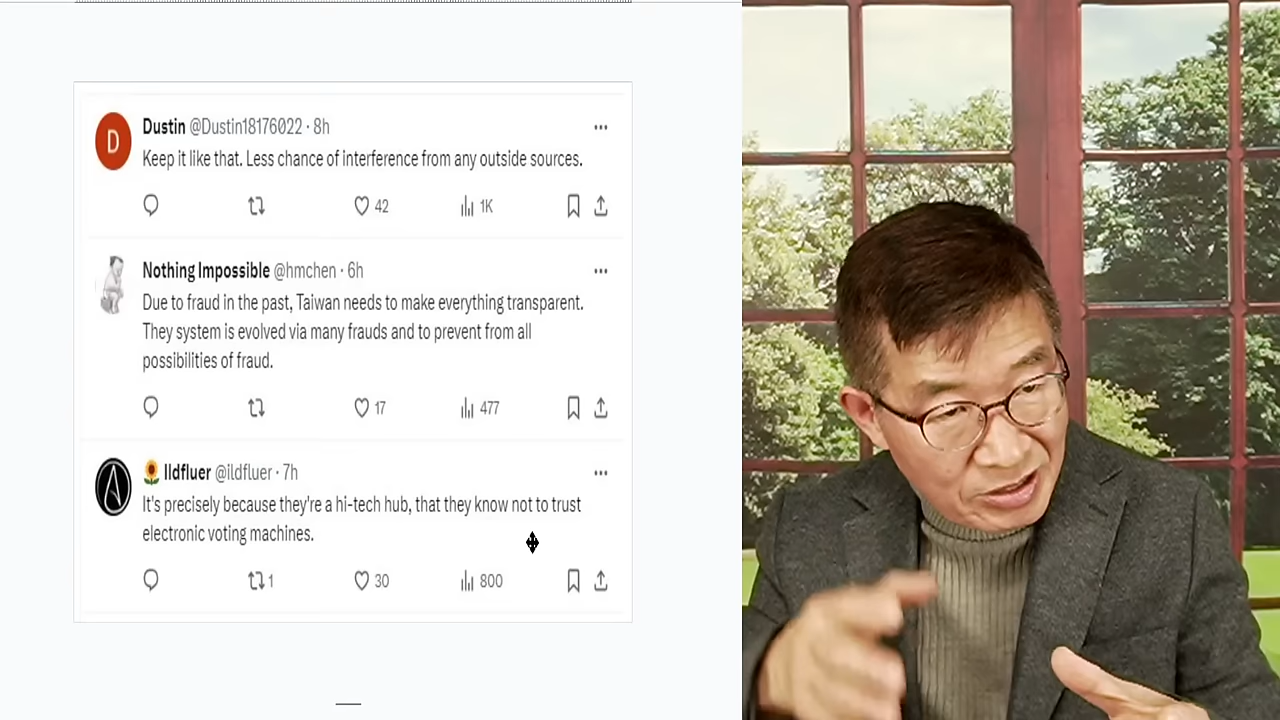 D
Dustin @Dustin18176022 · 8h
Keep it like that. Less chance of interference from any outside sources.
42 1K
Nothing Impossible @hmchen · 6h
Due to fraud in the past, Taiwan needs to make everything transparent.
They system is evolved via many frauds and to prevent from all
possibilities of fraud.
17 477
🌻 Ildfluer @ildfluer · 7h
It's precisely because they're a hi-tech hub, that they know not to trust
electronic voting machines.
1 30 800